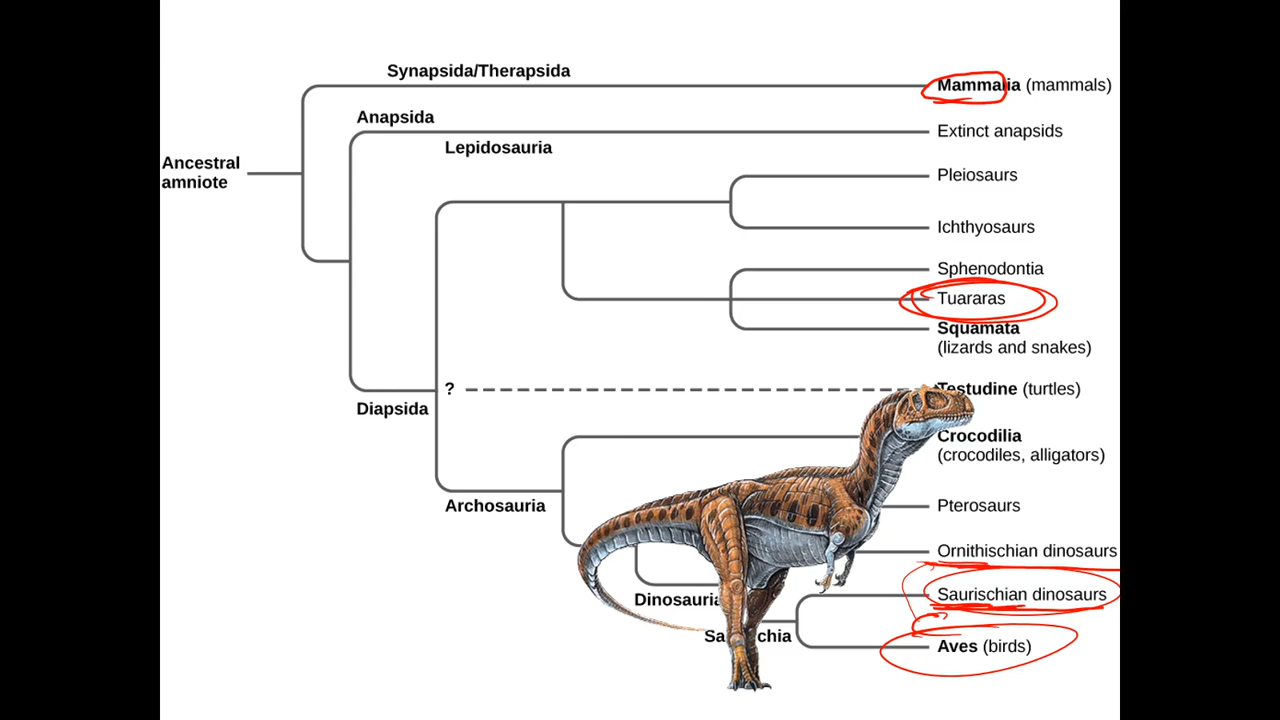 Synapsida/Therapsida
Mammalia (mammals)
Anapsida
Extinct anapsids
Lepidosauria
Ancestral
amniote
Pleiosaurs
Ichthyosaurs
Sphenodontia
Tuararas
Squamata
(lizards and snakes)
?
Testudine (turtles)
Diapsida
Crocodilia
(crocodiles, alligators)
Archosauria
Pterosaurs
Ornithischian dinosaurs
Saurischian dinosaurs
Dinosauria
Aves (birds)